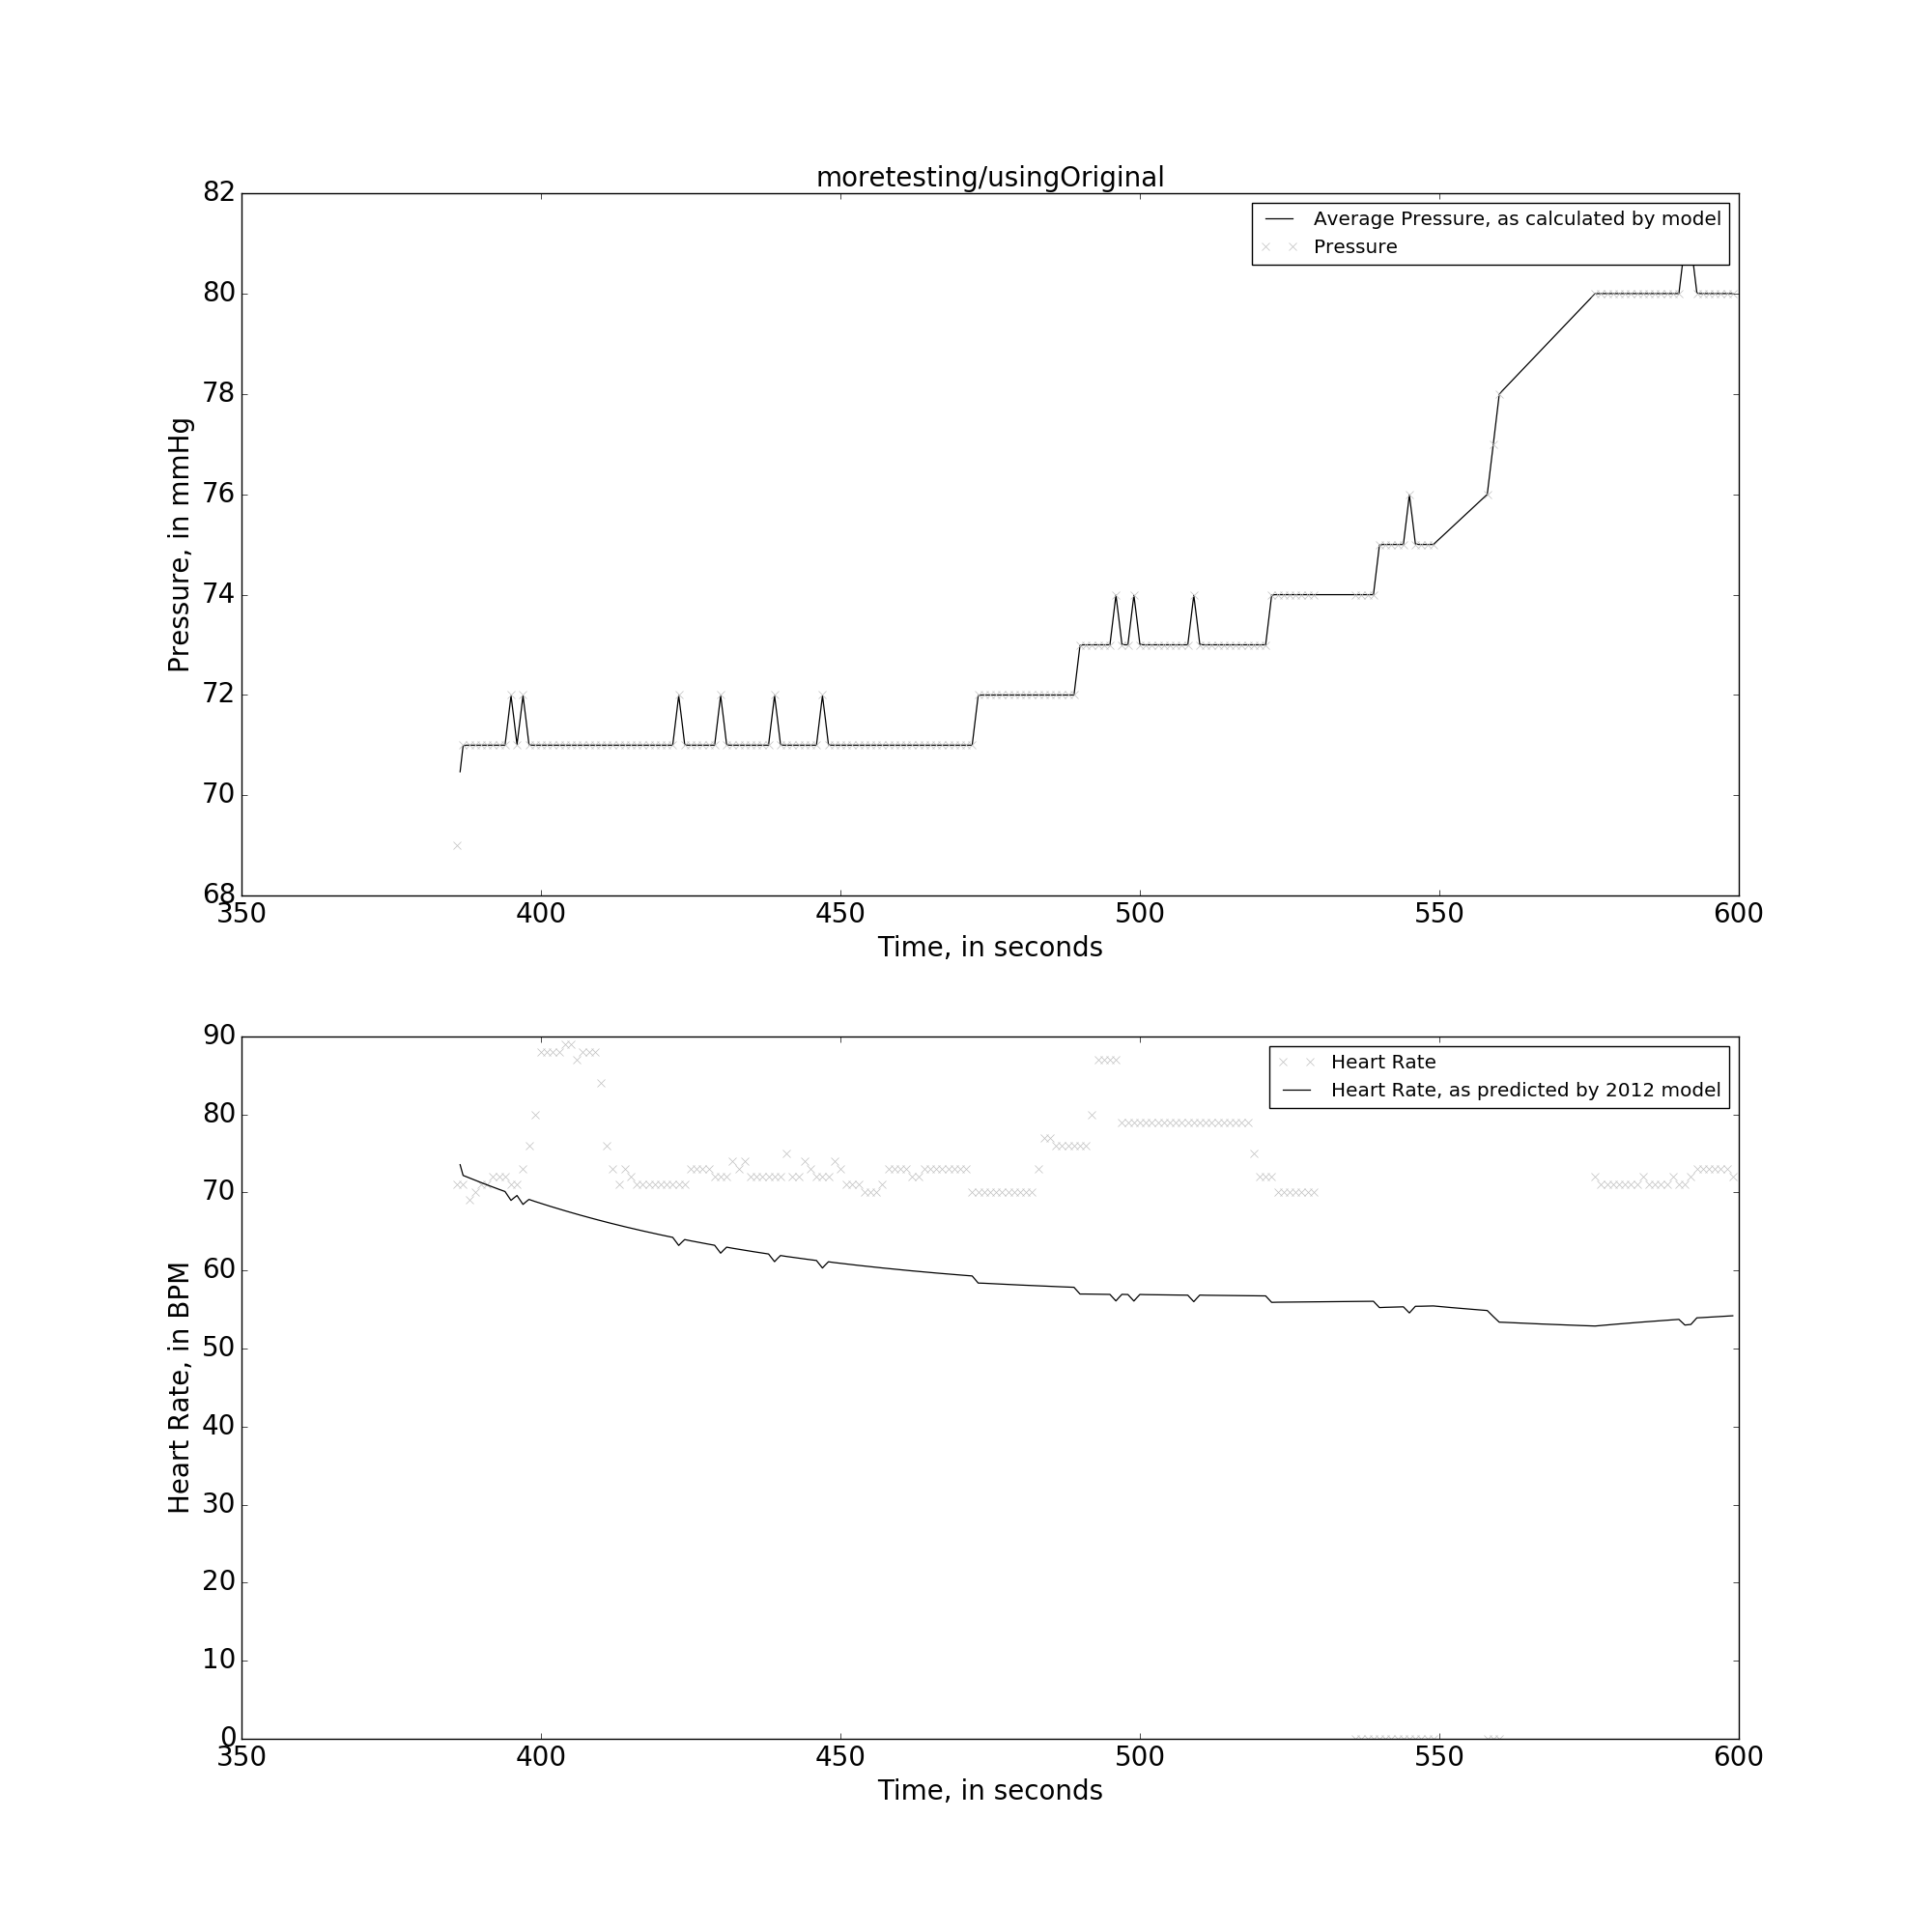 moretesting/usingOriginal
82
80
78
76
74
72
70
68
Pressure, in mmHg
Average Pressure, as calculated by model
Pressure
350 400 450 500 550 600
Time, in seconds
90
80
70
60
50
40
30
20
10
0
Heart Rate, in BPM
Heart Rate
Heart Rate, as predicted by 2012 model
350 400 450 500 550 600
Time, in seconds